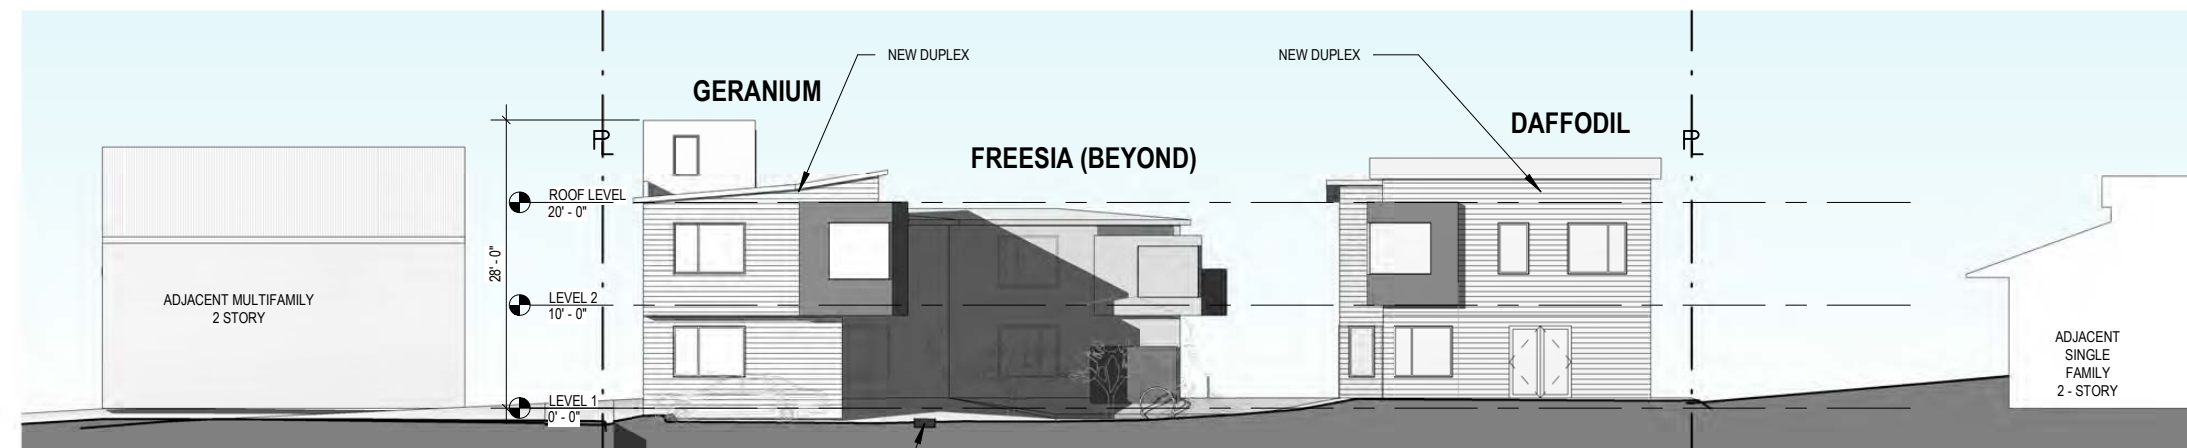 NEW DUPLEX
NEW DUPLEX
GERANIUM
DAFFODIL
FREESIA (BEYOND)
PL
PL
ROOF LEVEL
20' - 0"
28' - 0"
LEVEL 2
10' - 0"
ADJACENT MULTIFAMILY
2 STORY
ADJACENT
SINGLE
FAMILY
2 - STORY
LEVEL 1
0' - 0"